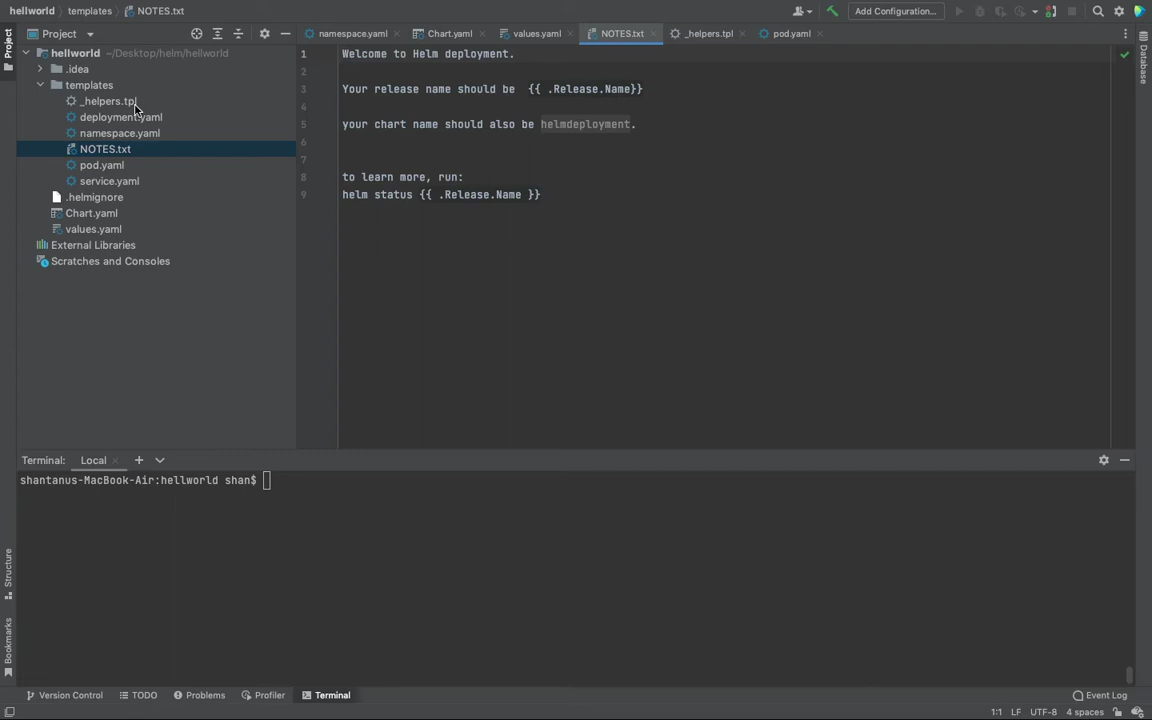 hellworld
templates
NOTES.txt
Add Configuration...
Project
Project
hellworld ~/Desktop/helm/hellworld
.idea
templates
_helpers.tpl
deployment.yaml
namespace.yaml
NOTES.txt
pod.yaml
service.yaml
.helmignore
Chart.yaml
values.yaml
External Libraries
Scratches and Consoles
namespace.yaml
Chart.yaml
values.yaml
NOTES.txt
_helpers.tpl
pod.yaml
1 Welcome to Helm deployment.
2
3 Your release name should be {{ .Release.Name}}
4
5 your chart name should also be helmdeployment.
6
7
8 to learn more, run:
9 helm status {{ .Release.Name }}
Database
Terminal: Local
shantanus-MacBook-Air:hellworld shan$
Structure
Bookmarks
Version Control
TODO
Problems
Profiler
Terminal
Event Log
1:1 LF UTF-8 4 spaces